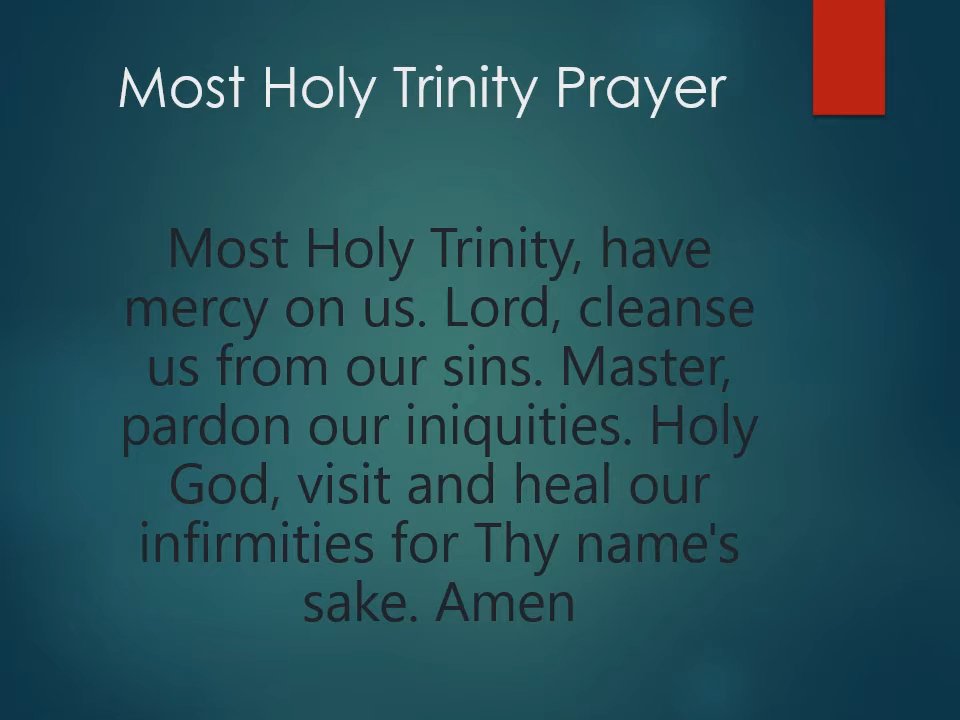 Most Holy Trinity Prayer
Most Holy Trinity, have
mercy on us. Lord, cleanse
us from our sins. Master,
pardon our iniquities. Holy
God, visit and heal our
infirmities for Thy name's
sake. Amen